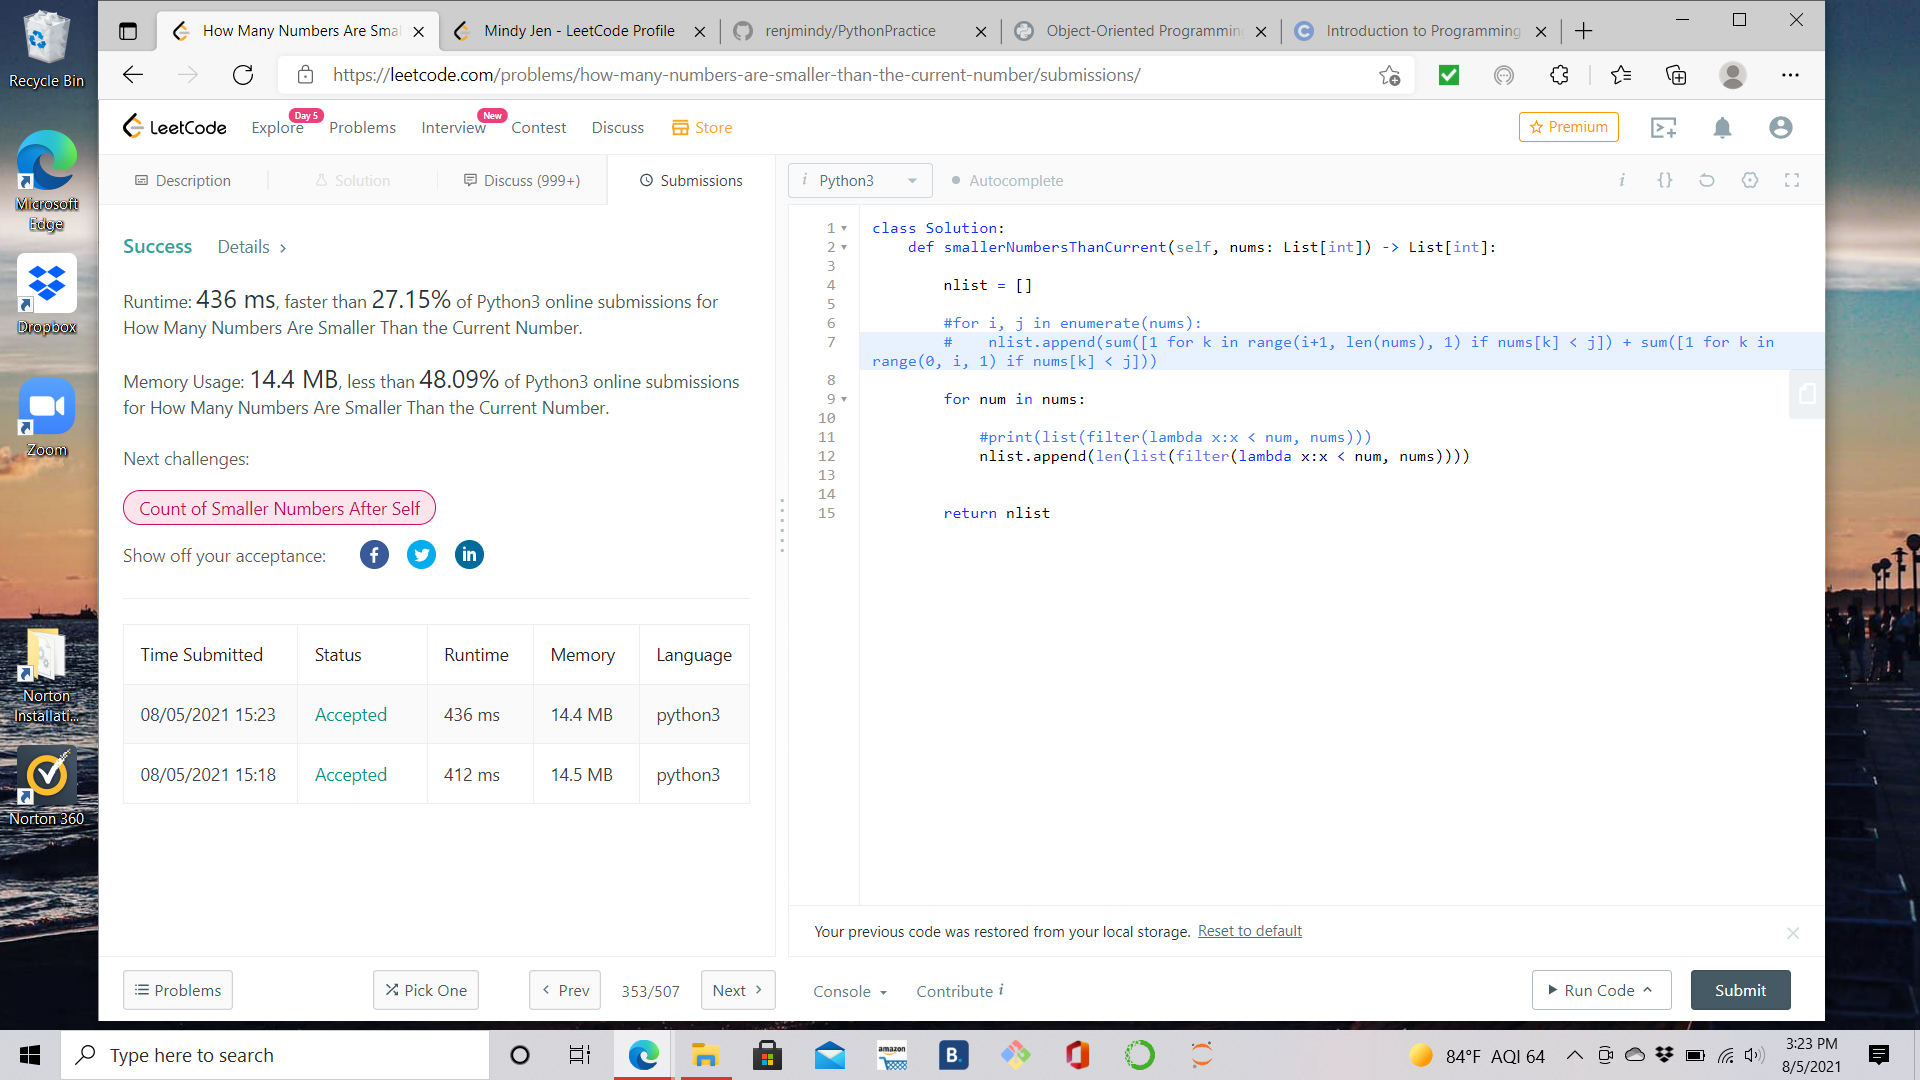 Recycle Bin
Microsoft
Edge
Dropbox
Zoom
Norton
Installati...
Norton 360
How Many Numbers Are Smal
Mindy Jen - LeetCode Profile
renjmindy/PythonPractice
Object-Oriented Programmin
Introduction to Programming
https://leetcode.com/problems/how-many-numbers-are-smaller-than-the-current-number/submissions/
LeetCode
Explore
Day 5
Problems
Interview
New
Contest
Discuss
Store
Premium
Description
Solution
Discuss (999+)
Submissions
Success
Details >
Runtime: 436 ms, faster than 27.15% of Python3 online submissions for
How Many Numbers Are Smaller Than the Current Number.
Memory Usage: 14.4 MB, less than 48.09% of Python3 online submissions
for How Many Numbers Are Smaller Than the Current Number.
Next challenges:
Count of Smaller Numbers After Self
Show off your acceptance:
f
in
Time Submitted Status Runtime Memory Language
08/05/2021 15:23 Accepted 436 ms 14.4 MB python3
08/05/2021 15:18 Accepted 412 ms 14.5 MB python3
i Python3
Autocomplete
i {}
1 class Solution:
2     def smallerNumbersThanCurrent(self, nums: List[int]) -> List[int]:
3
4         nlist = []
5
6         #for i, j in enumerate(nums):
7         #    nlist.append(sum([1 for k in range(i+1, len(nums), 1) if nums[k] < j]) + sum([1 for k in
range(0, i, 1) if nums[k] < j]))
8
9         for num in nums:
10
11             #print(list(filter(lambda x:x < num, nums)))
12             nlist.append(len(list(filter(lambda x:x < num, nums))))
13
14
15         return nlist
Your previous code was restored from your local storage. Reset to default
Problems
Pick One
< Prev
353/507
Next >
Console
Contribute i
Run Code
Submit
Type here to search
amazon
B.
84°F AQI 64
3:23 PM
8/5/2021